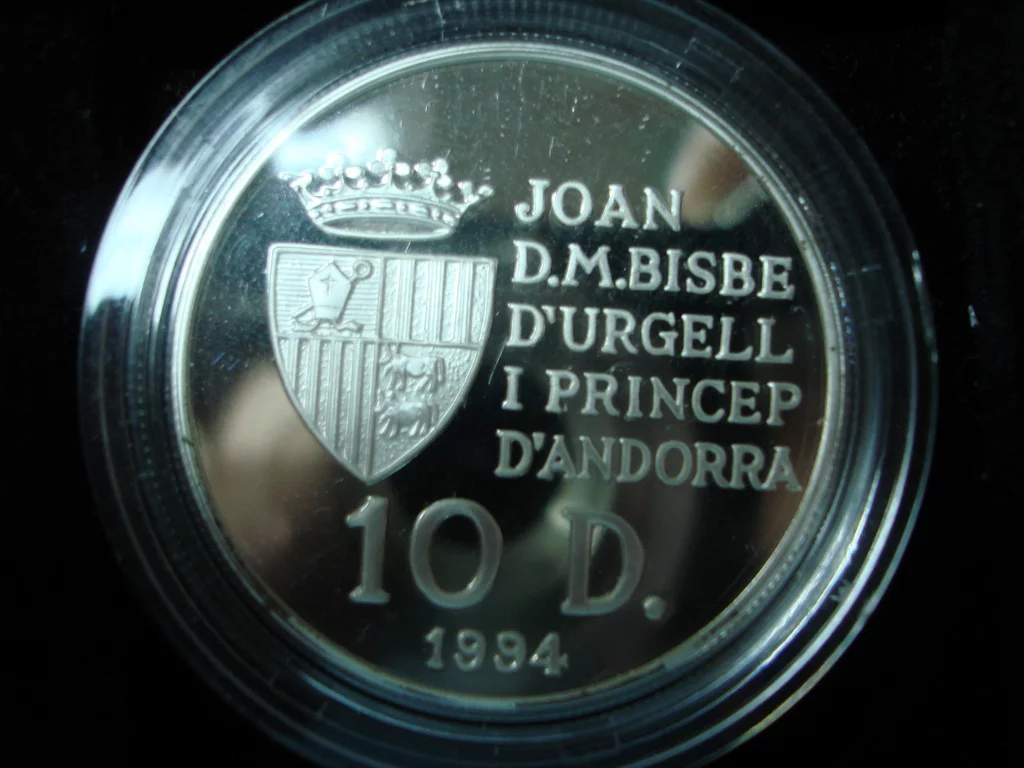 JOAN
D.M.BISBE
D'URGELL
I PRINCEP
D'ANDORRA
10 D.
1994